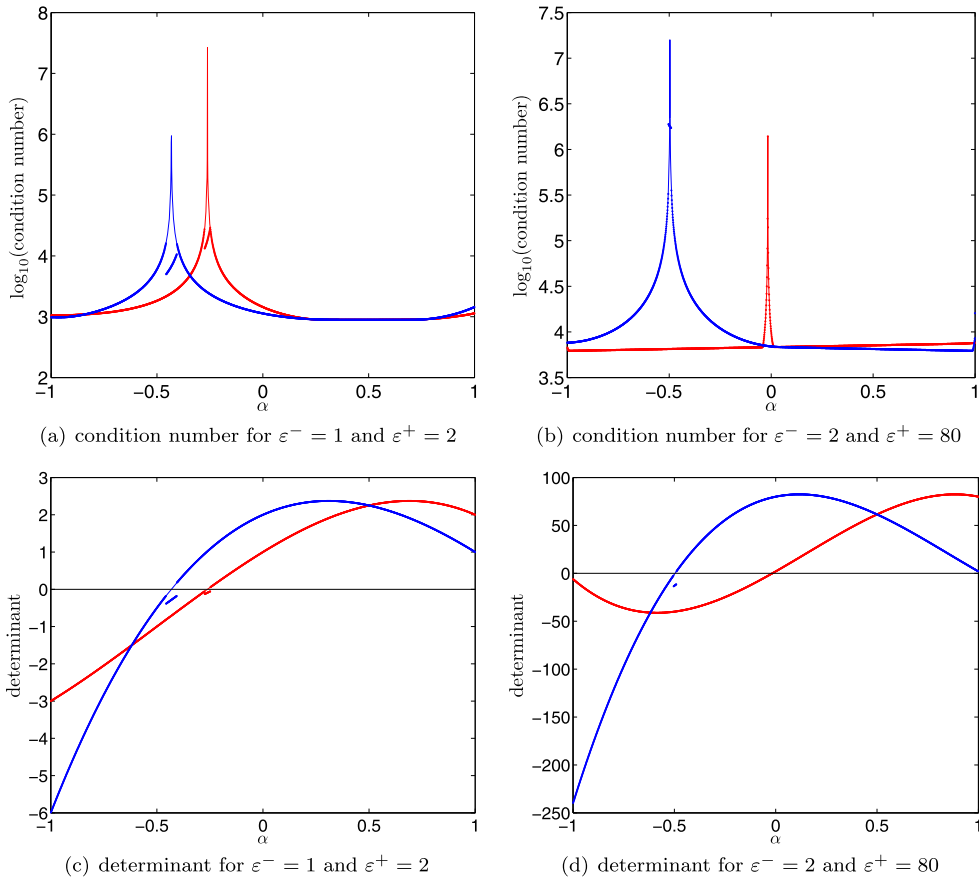 8
7
6
5
4
3
2
log₁₀(condition number)
−1 −0.5 0 0.5 1
α
(a) condition number for ε⁻ = 1 and ε⁺ = 2
7.5
7
6.5
6
5.5
5
4.5
4
3.5
log₁₀(condition number)
−1 −0.5 0 0.5 1
α
(b) condition number for ε⁻ = 2 and ε⁺ = 80
3
2
1
0
−1
−2
−3
−4
−5
−6
determinant
−1 −0.5 0 0.5 1
α
(c) determinant for ε⁻ = 1 and ε⁺ = 2
100
50
0
−50
−100
−150
−200
−250
determinant
−1 −0.5 0 0.5 1
α
(d) determinant for ε⁻ = 2 and ε⁺ = 80